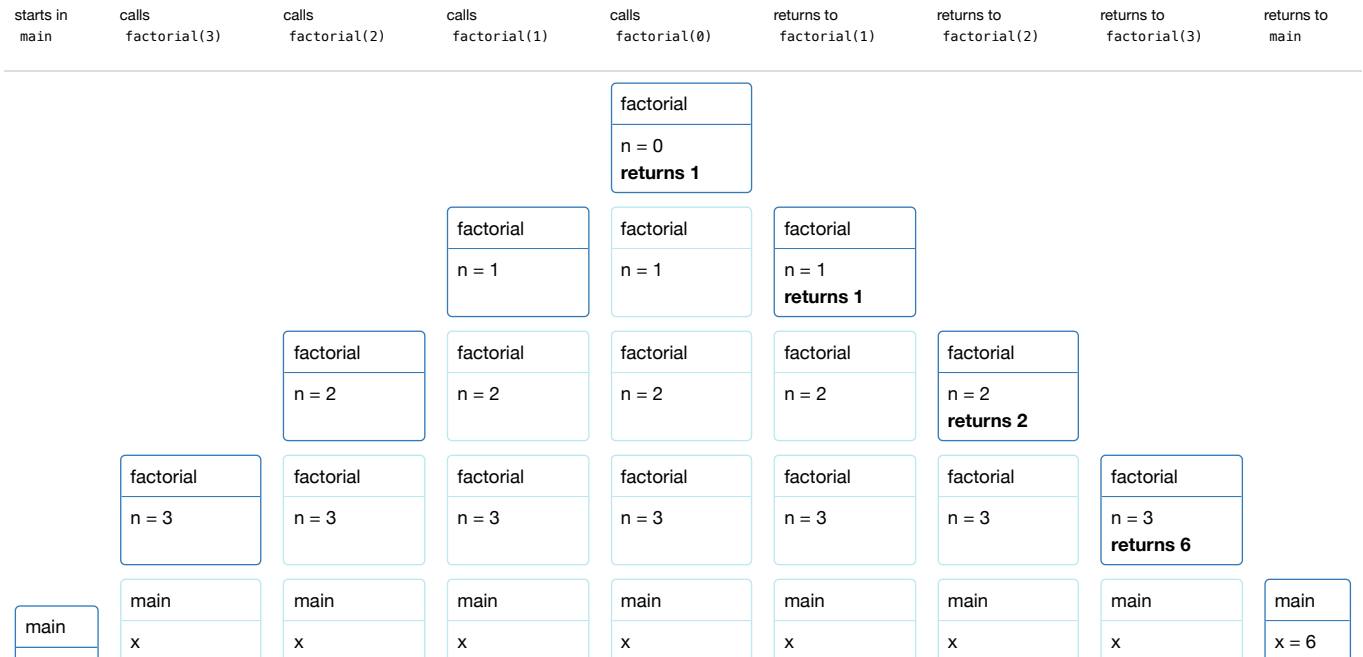 starts in
main
calls
factorial(3)
calls
factorial(2)
calls
factorial(1)
calls
factorial(0)
returns to
factorial(1)
returns to
factorial(2)
returns to
factorial(3)
returns to
main
factorial
n = 0
returns 1
factorial
n = 1
factorial
n = 1
factorial
n = 1
returns 1
factorial
n = 2
factorial
n = 2
factorial
n = 2
factorial
n = 2
factorial
n = 2
returns 2
factorial
n = 3
factorial
n = 3
factorial
n = 3
factorial
n = 3
factorial
n = 3
factorial
n = 3
factorial
n = 3
returns 6
main
main
x
main
x
main
x
main
x
main
x
main
x
main
x
main
x = 6